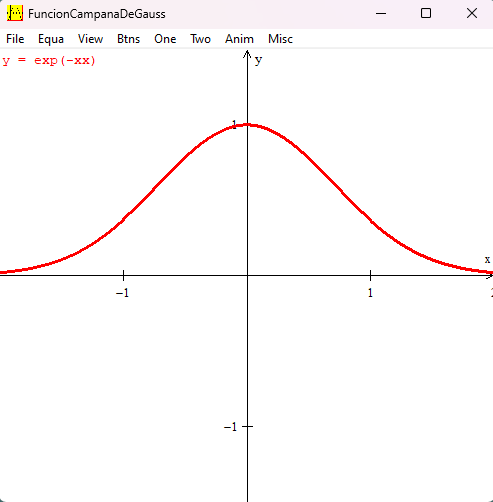 FuncionCampanaDeGauss
File Equa View Btns One Two Anim Misc
y = exp(-xx)
y
1
x
−1 1 2
−1